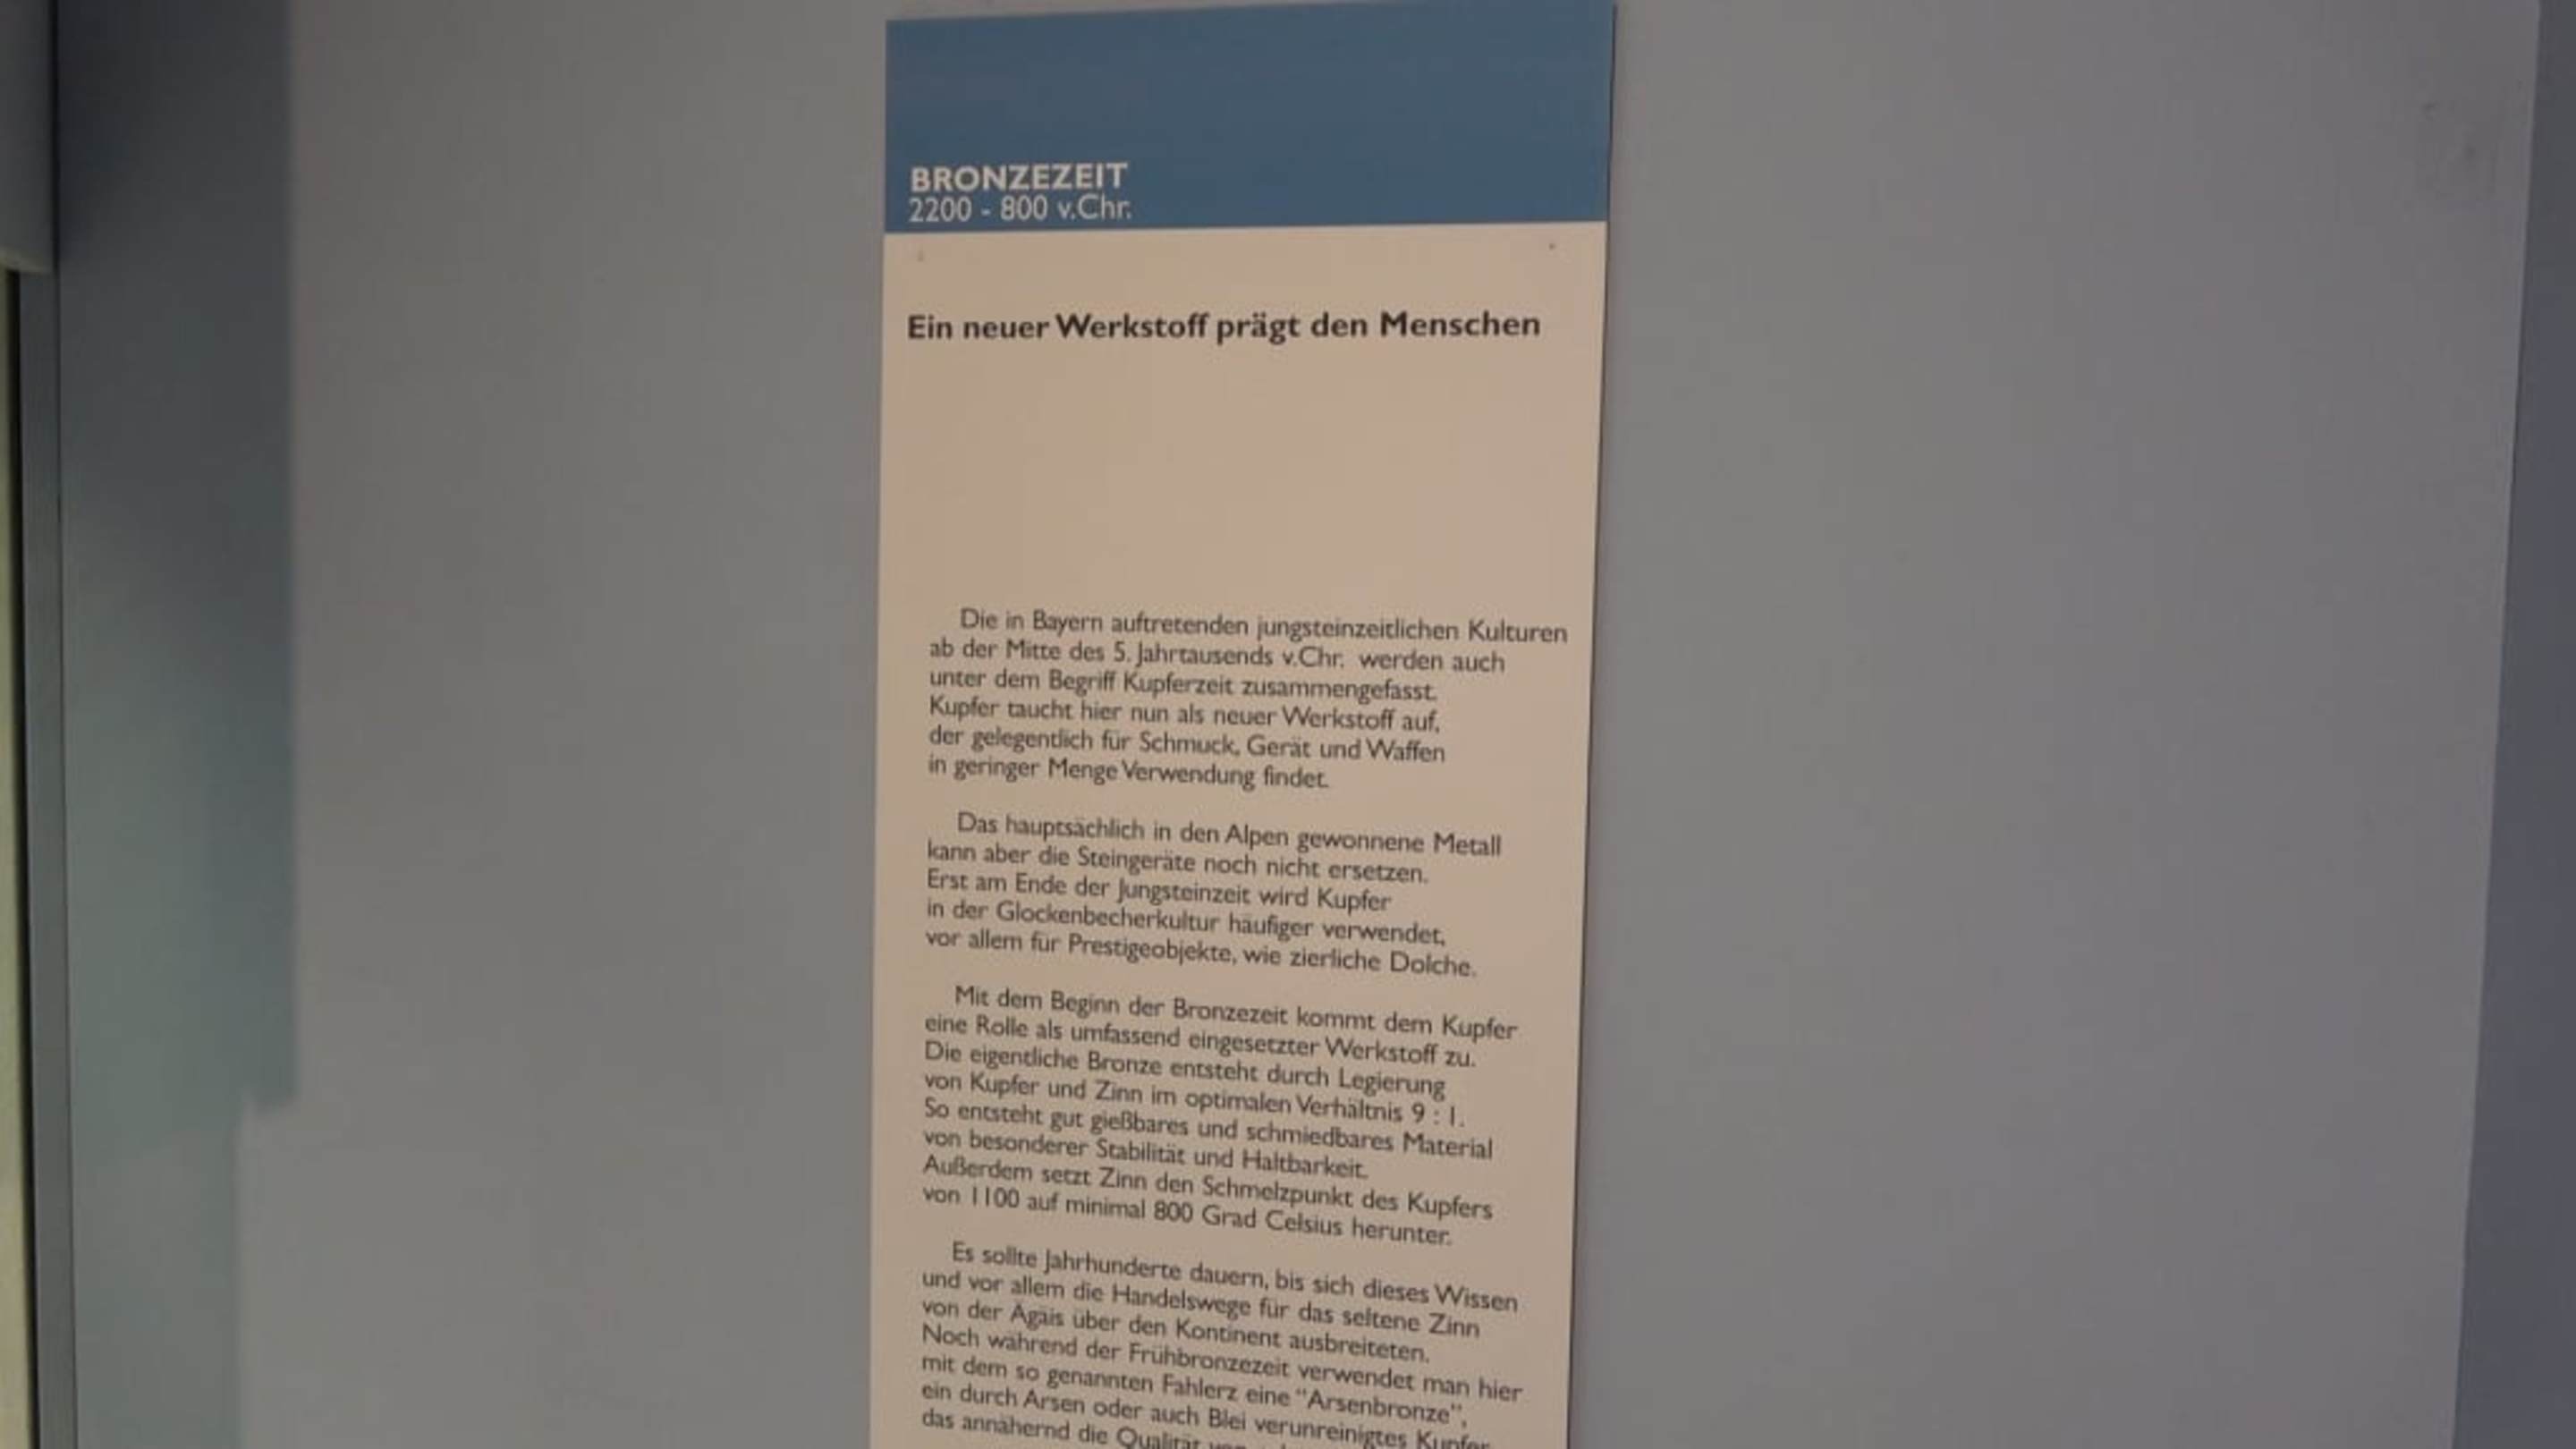 BRONZEZEIT
2200 - 800 v.Chr.
Ein neuer Werkstoff prägt den Menschen
Die in Bayern auftretenden jungsteinzeitlichen Kulturen
ab der Mitte des 5. Jahrtausends v.Chr. werden auch
unter dem Begriff Kupferzeit zusammengefasst.
Kupfer taucht hier nun als neuer Werkstoff auf,
der gelegentlich für Schmuck, Gerät und Waffen
in geringer Menge Verwendung findet.
Das hauptsächlich in den Alpen gewonnene Metall
kann aber die Steingeräte noch nicht ersetzen.
Erst am Ende der Jungsteinzeit wird Kupfer
in der Glockenbecherkultur häufiger verwendet,
vor allem für Prestigeobjekte, wie zierliche Dolche.
Mit dem Beginn der Bronzezeit kommt dem Kupfer
eine Rolle als umfassend eingesetzter Werkstoff zu.
Die eigentliche Bronze entsteht durch Legierung
von Kupfer und Zinn im optimalen Verhältnis 9 : 1.
So entsteht gut gießbares und schmiedbares Material
von besonderer Stabilität und Haltbarkeit.
Außerdem setzt Zinn den Schmelzpunkt des Kupfers
von 1100 auf minimal 800 Grad Celsius herunter.
Es sollte Jahrhunderte dauern, bis sich dieses Wissen
und vor allem die Handelswege für das seltene Zinn
von der Ägäis über den Kontinent ausbreiteten.
Noch während der Frühbronzezeit verwendet man hier
mit dem so genannten Fahlerz eine "Arsenbronze",
ein durch Arsen oder auch Blei verunreinigtes Kupfer,
das annähernd die Qualität